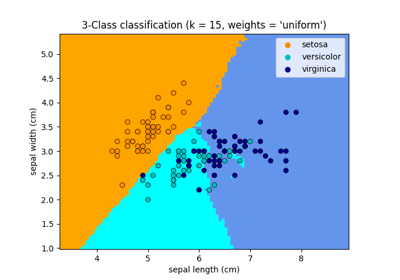 3-Class classification (k = 15, weights = 'uniform')
setosa
versicolor
virginica
sepal width (cm)
5.0
4.5
4.0
3.5
3.0
2.5
2.0
1.5
1.0
4 5 6 7 8
sepal length (cm)